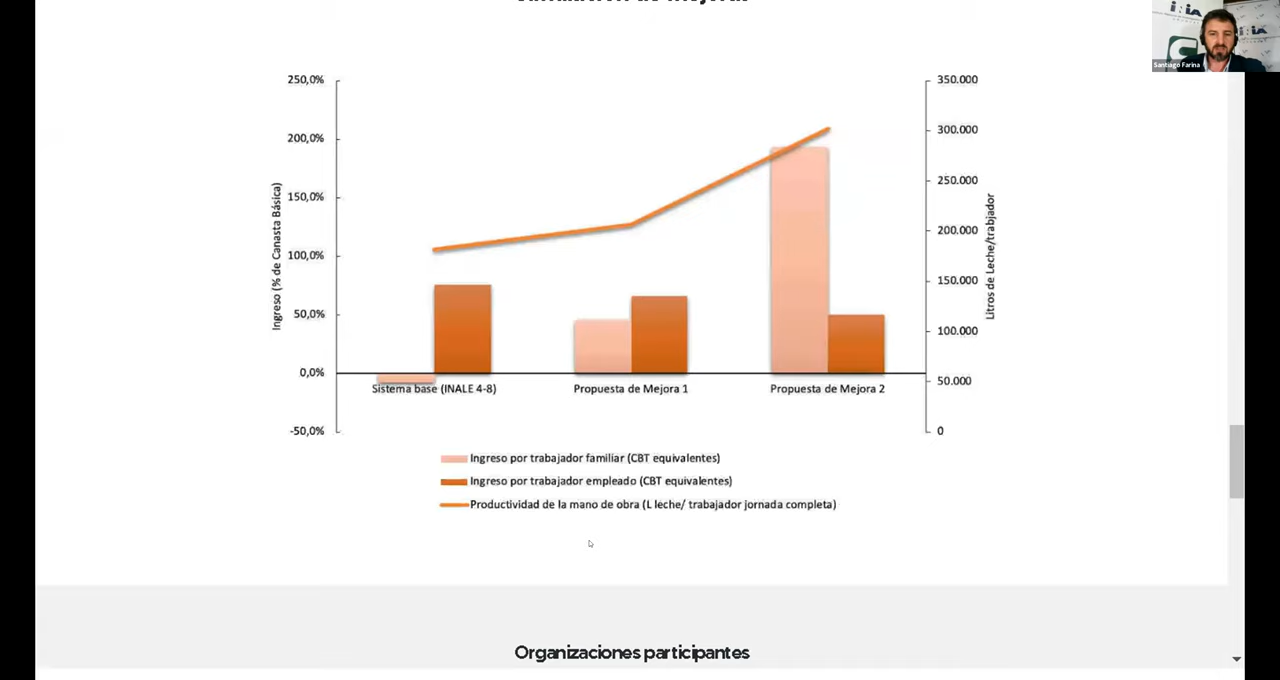 Santiago Farina
250,0%
200,0%
150,0%
100,0%
50,0%
0,0%
-50,0%
Ingreso (% de Canasta Básica)
350.000
300.000
250.000
200.000
150.000
100.000
50.000
0
Litros de Leche/trabjador
Sistema base (INALE 4-8)
Propuesta de Mejora 1
Propuesta de Mejora 2
Ingreso por trabajador familiar (CBT equivalentes)
Ingreso por trabajador empleado (CBT equivalentes)
Productividad de la mano de obra (L leche/ trabajador jornada completa)
Organizaciones participantes